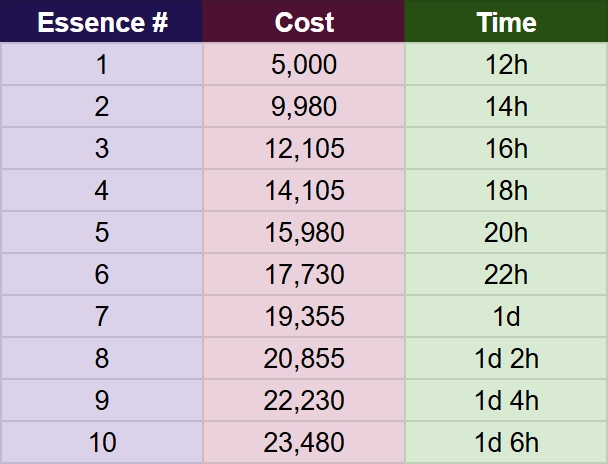 Essence # Cost Time
1 5,000 12h
2 9,980 14h
3 12,105 16h
4 14,105 18h
5 15,980 20h
6 17,730 22h
7 19,355 1d
8 20,855 1d 2h
9 22,230 1d 4h
10 23,480 1d 6h